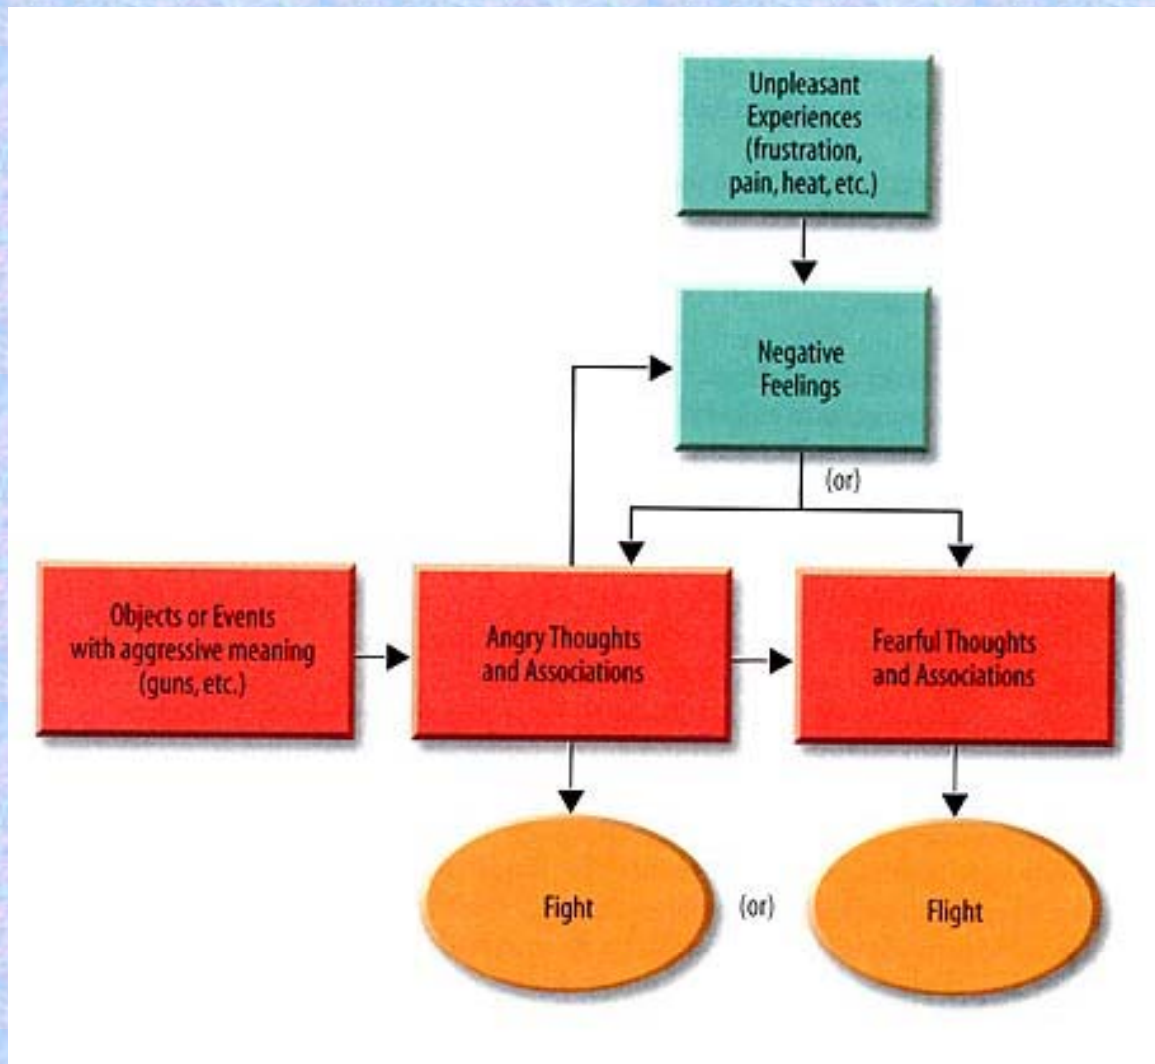 Unpleasant
Experiences
(frustration,
pain, heat, etc.)
Negative
Feelings
(or)
Objects or Events
with aggressive meaning
(guns, etc.)
Angry Thoughts
and Associations
Fearful Thoughts
and Associations
Fight
(or)
Flight